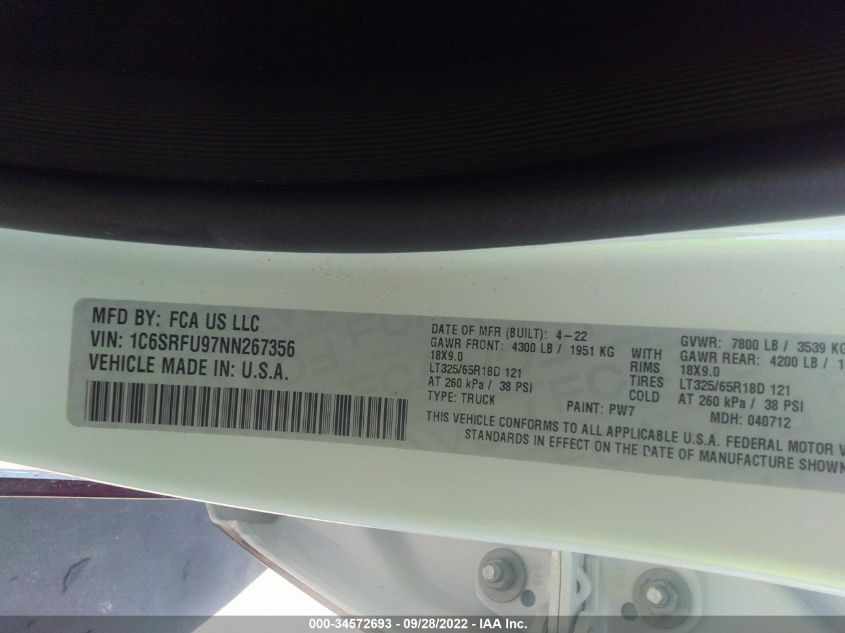 MFD BY: FCA US LLC
VIN: 1C6SRFU97NN267356
VEHICLE MADE IN: U.S.A.
DATE OF MFR (BUILT): 4-22
GAWR FRONT: 4300 LB / 1951 KG WITH
18X9.0 RIMS
LT325/65R18D 121 TIRES
AT 260 kPa / 38 PSI COLD
TYPE: TRUCK PAINT: PW7
GVWR: 7800 LB / 3539 KG
GAWR REAR: 4200 LB /
18X9.0
LT325/65R18D 121
AT 260 kPa / 38 PSI
MDH: 040712
THIS VEHICLE CONFORMS TO ALL APPLICABLE U.S.A. FEDERAL MOTOR
STANDARDS IN EFFECT ON THE DATE OF MANUFACTURE SHOWN
000-34572693 - 09/28/2022 - IAA Inc.